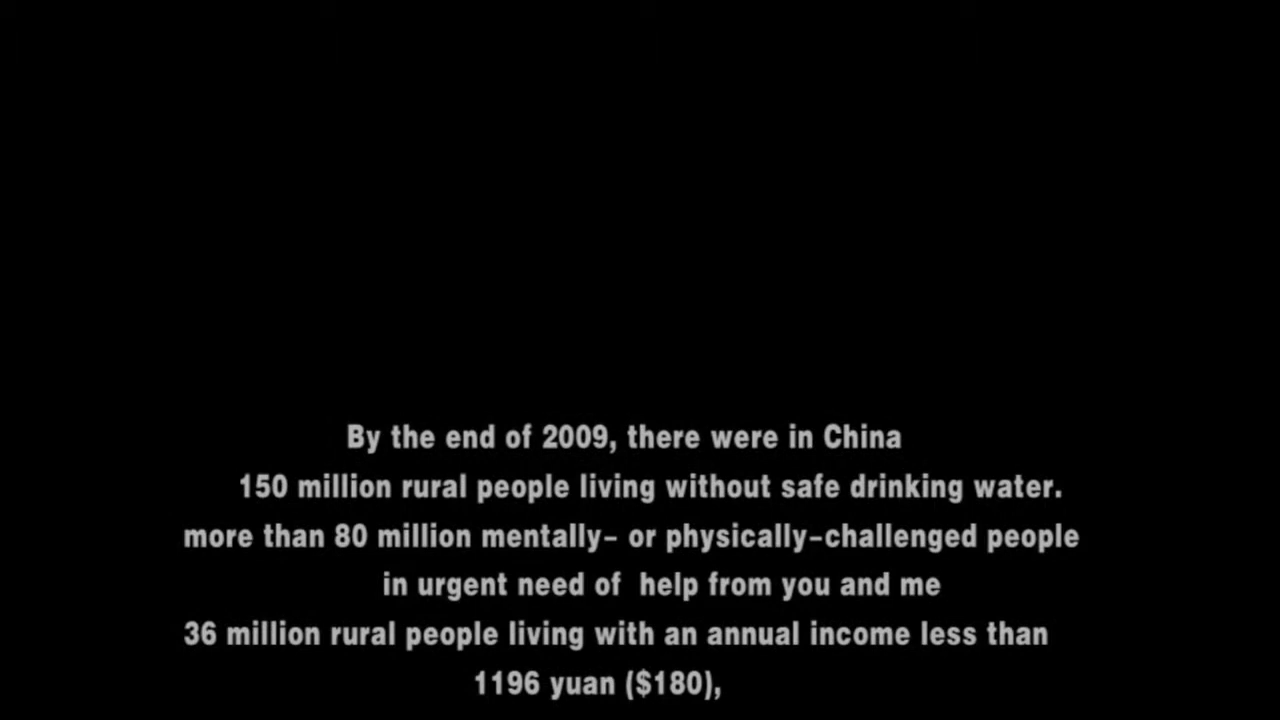 By the end of 2009, there were in China
150 million rural people living without safe drinking water.
more than 80 million mentally- or physically-challenged people
in urgent need of help from you and me
36 million rural people living with an annual income less than
1196 yuan ($180),